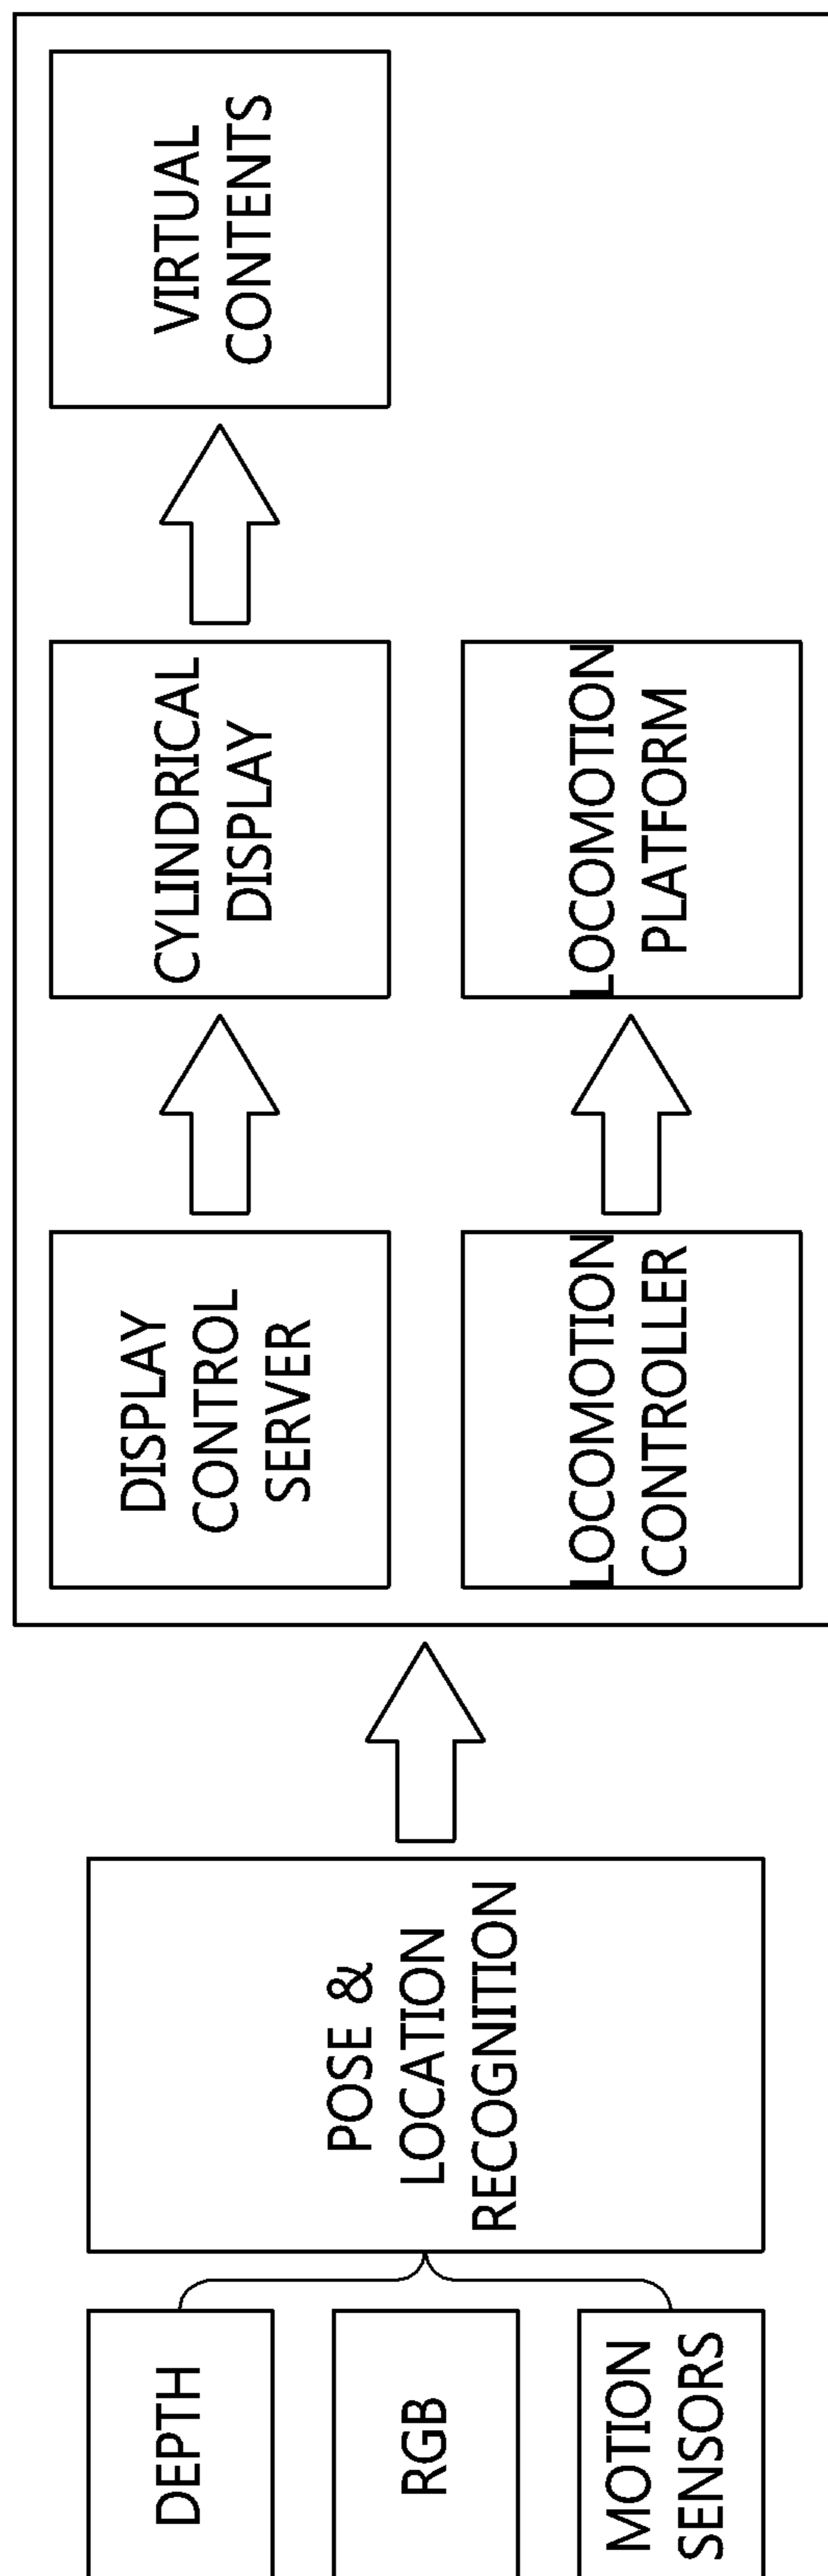 DEPTH
RGB
MOTION
SENSORS
POSE &
LOCATION
RECOGNITION
DISPLAY
CONTROL
SERVER
CYLINDRICAL
DISPLAY
VIRTUAL
CONTENTS
LOCOMOTION
CONTROLLER
LOCOMOTION
PLATFORM